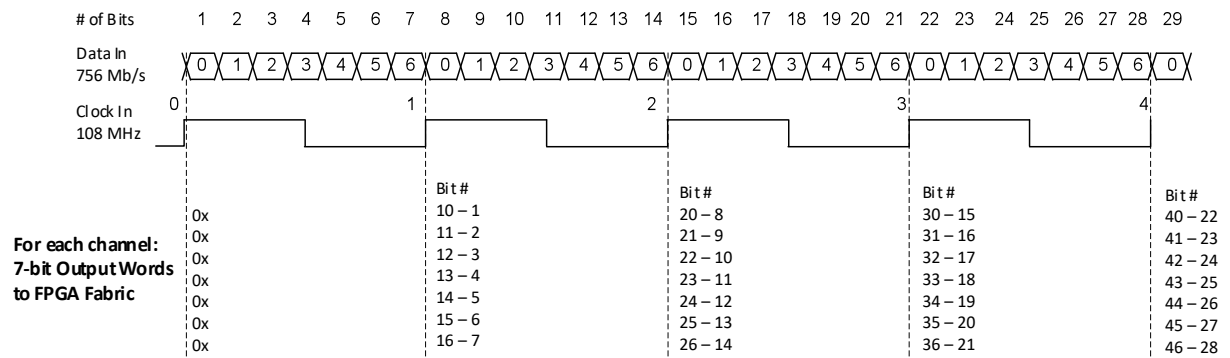 # of Bits 1 2 3 4 5 6 7 8 9 10 11 12 13 14 15 16 17 18 19 20 21 22 23 24 25 26 27 28 29
Data In
756 Mb/s
0 1 2 3 4 5 6 0 1 2 3 4 5 6 0 1 2 3 4 5 6 0 1 2 3 4 5 6 0
0 1 2 3 4
Clock In
108 MHz
For each channel:
7-bit Output Words
to FPGA Fabric
0x
0x
0x
0x
0x
0x
0x
Bit #
10 – 1
11 – 2
12 – 3
13 – 4
14 – 5
15 – 6
16 – 7
Bit #
20 – 8
21 – 9
22 – 10
23 – 11
24 – 12
25 – 13
26 – 14
Bit #
30 – 15
31 – 16
32 – 17
33 – 18
34 – 19
35 – 20
36 – 21
Bit #
40 – 22
41 – 23
42 – 24
43 – 25
44 – 26
45 – 27
46 – 28